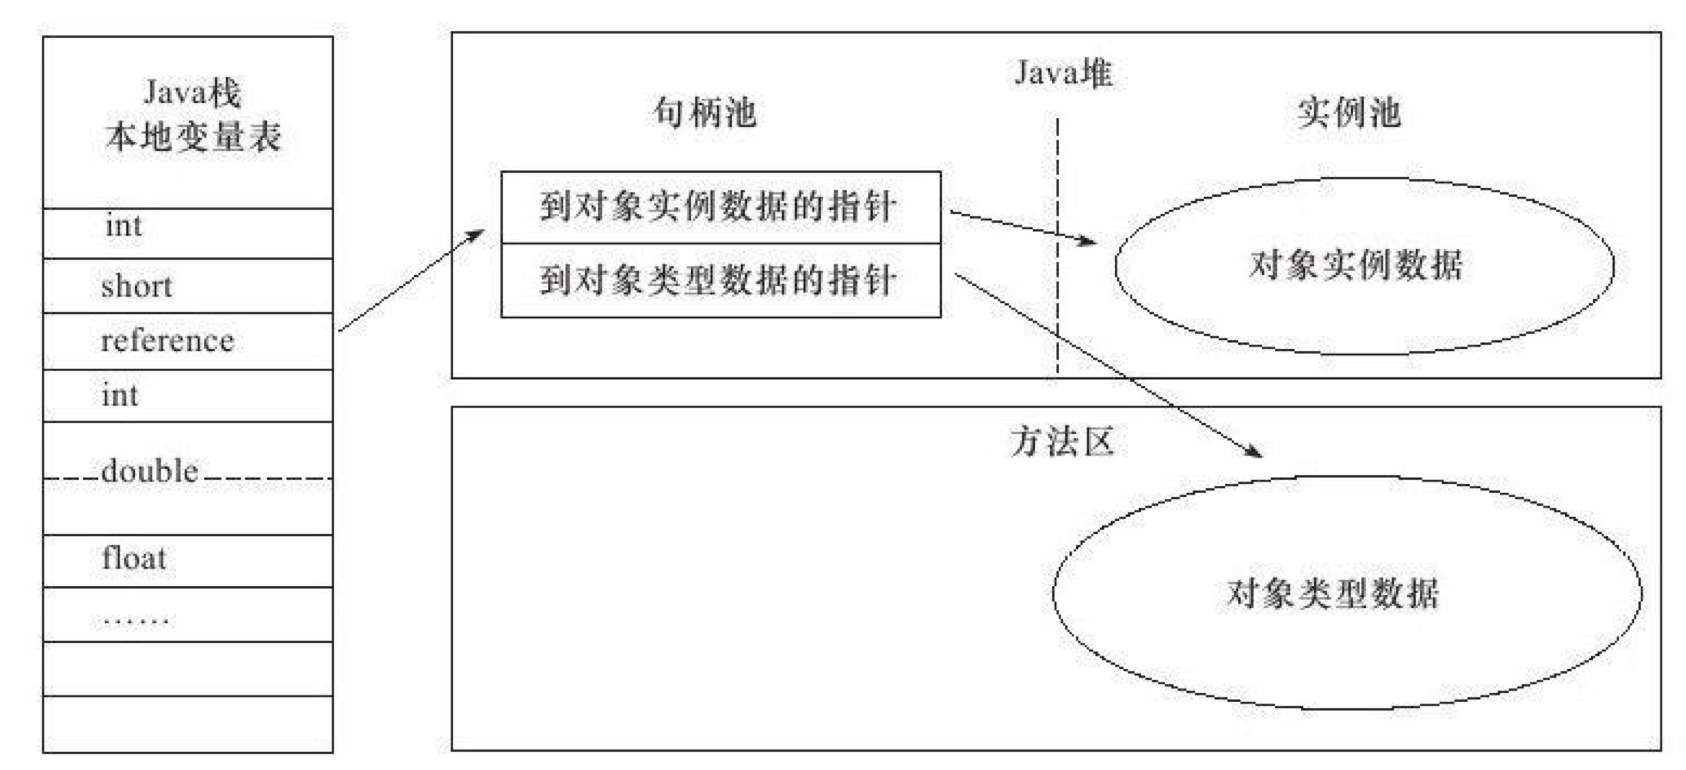 Java栈
本地变量表
int
short
reference
int
double
float
……
Java堆
句柄池
实例池
到对象实例数据的指针
到对象类型数据的指针
对象实例数据
方法区
对象类型数据